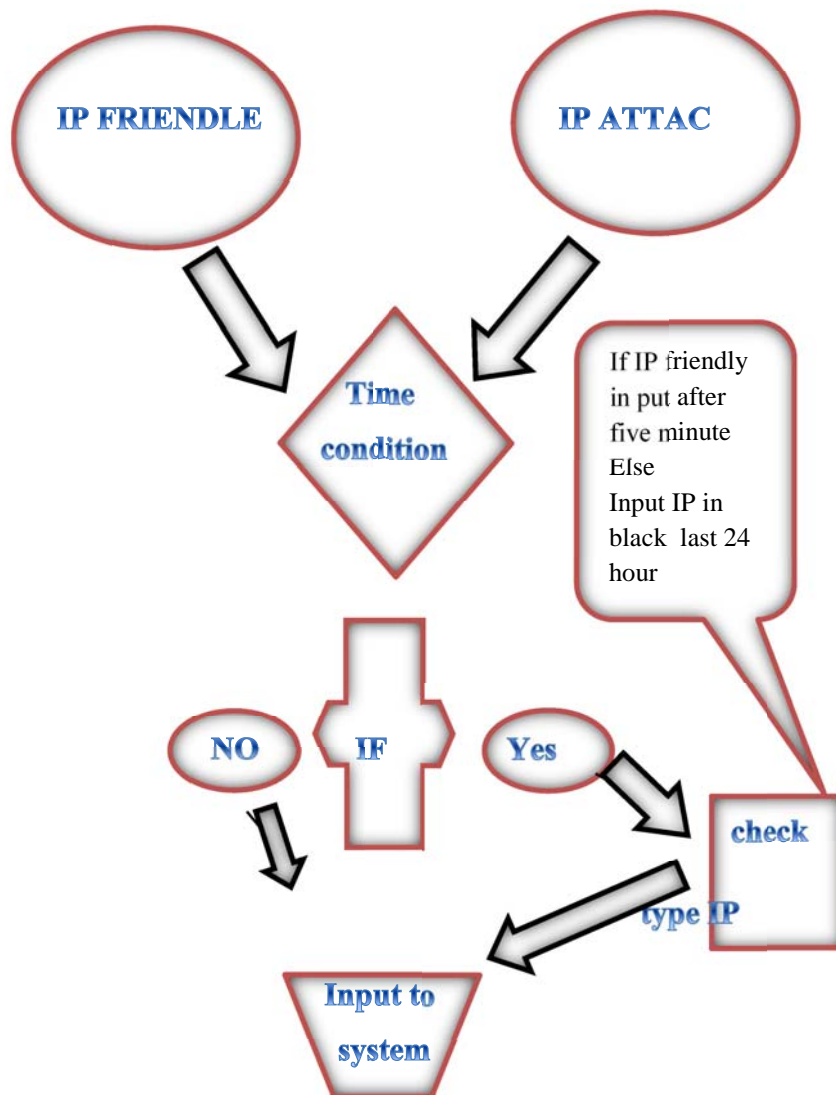 IP FRIENDLE
IP ATTAC
Time
condition
If IP friendly
in put after
five minute
Else
Input IP in
black last 24
hour
NO
IF
Yes
check
type IP
Input to
system